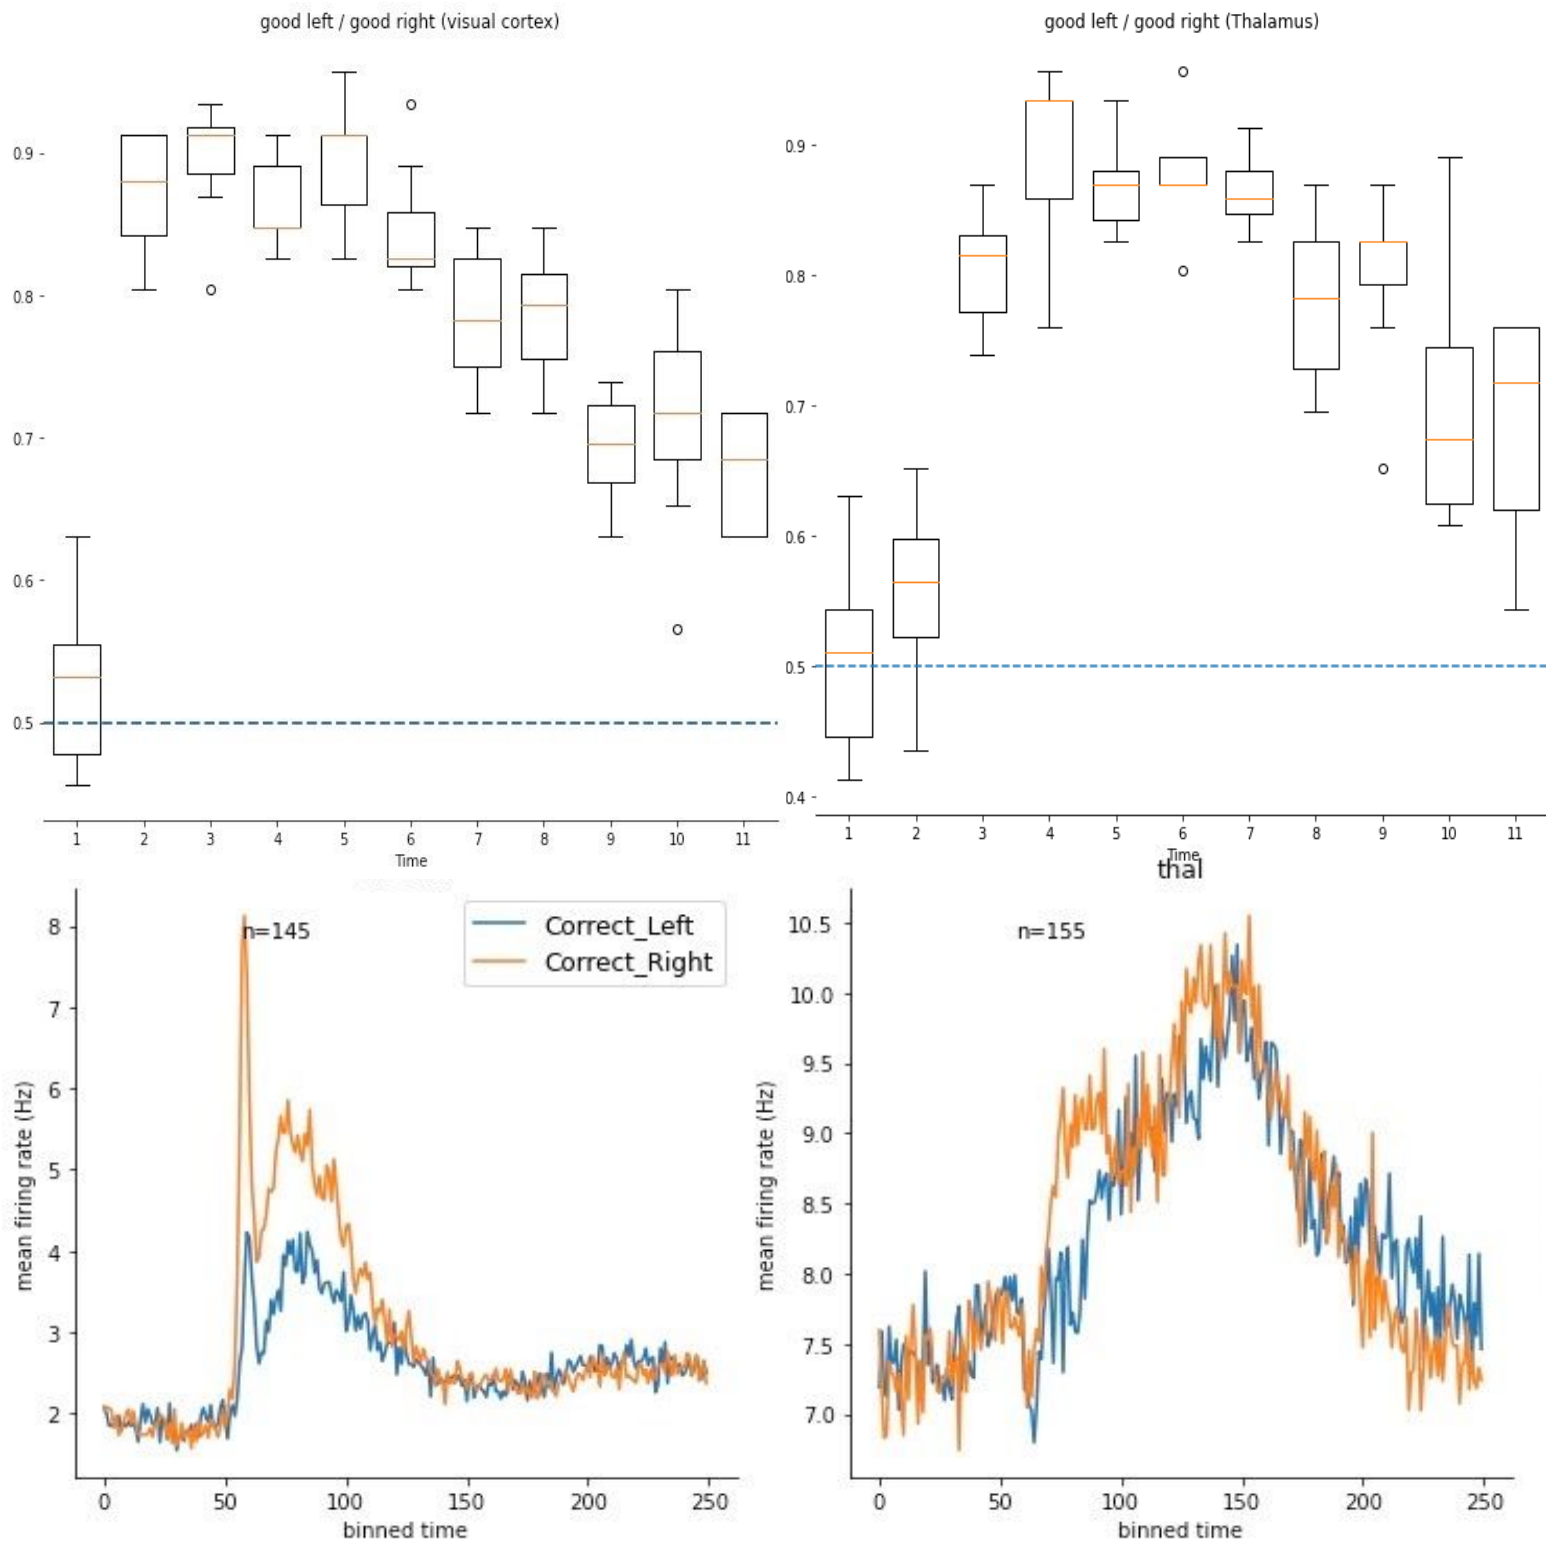 good left / good right (visual cortex)
0.9
0.8
0.7
0.6
0.5
1 2 3 4 5 6 7 8 9 10 11
Time
good left / good right (Thalamus)
0.9
0.8
0.7
0.6
0.5
0.4
1 2 3 4 5 6 7 8 9 10 11
Time
8
7
6
5
4
3
2
mean firing rate (Hz)
n=145
Correct_Left
Correct_Right
0 50 100 150 200 250
binned time
thal
10.5
10.0
9.5
9.0
8.5
8.0
7.5
7.0
mean firing rate (Hz)
n=155
0 50 100 150 200 250
binned time